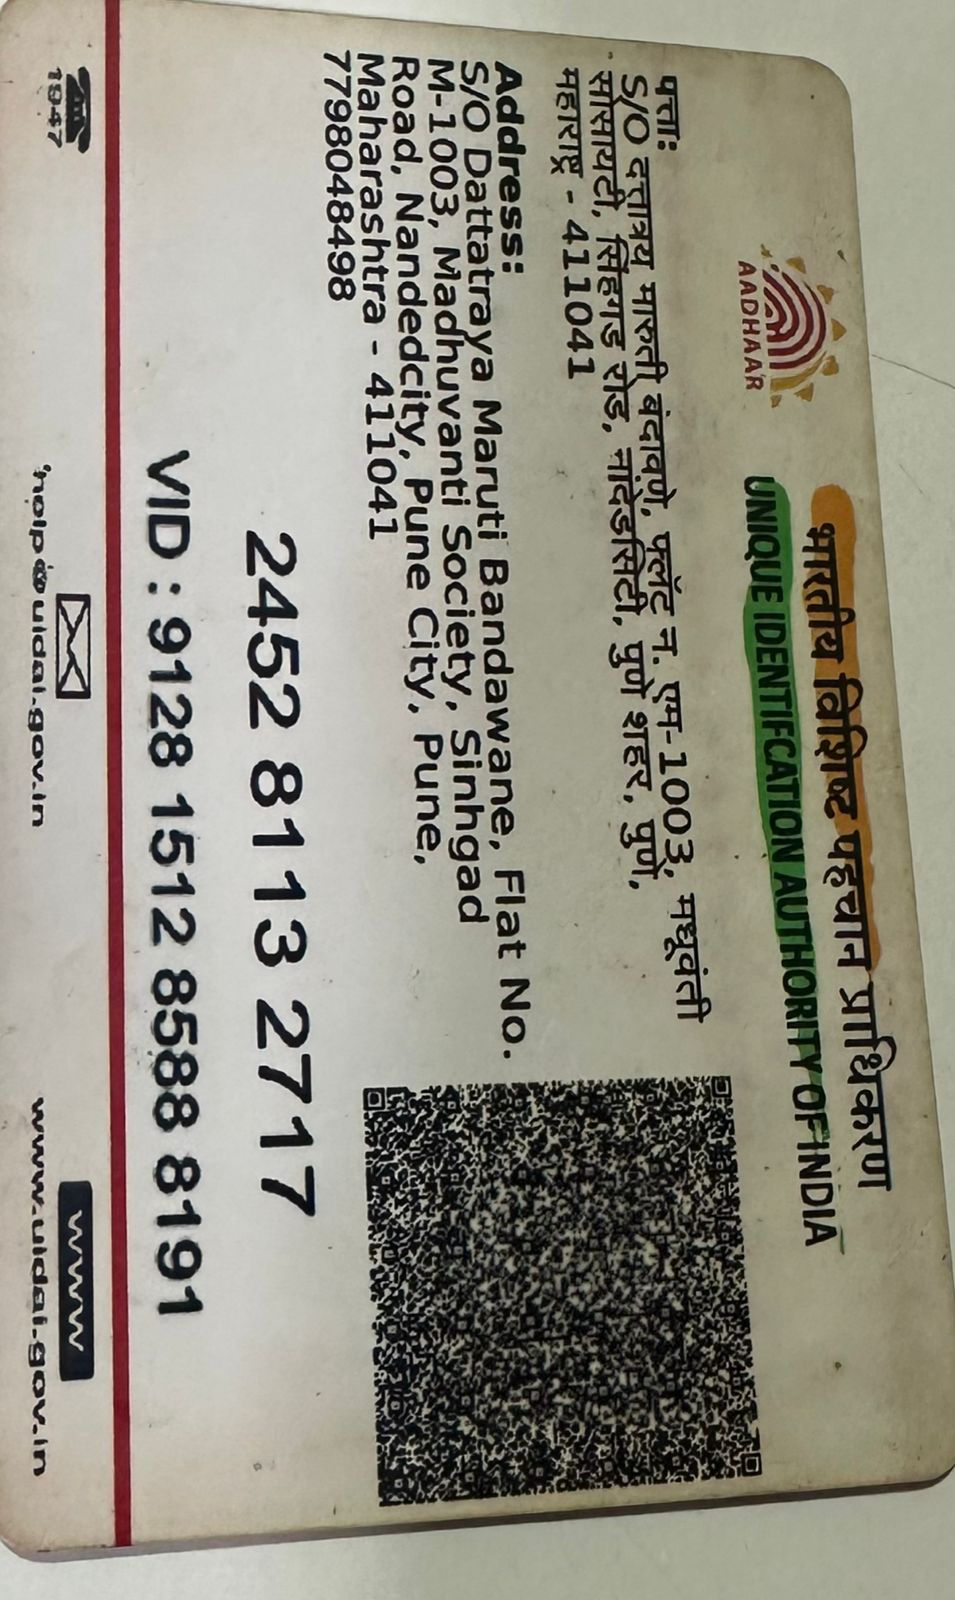 भारतीय विशिष्ट पहचान प्राधिकरण
UNIQUE IDENTIFCATION AUTHORITY OF INDIA
AADHAAR
पत्ता:
S/O दत्तात्रय मारुती बंदावणे, फ्लॅट न. एम-1003, मधुवंती
सोसायटी, सिंहगड रोड, नांदेडसिटी, पुणे शहर, पुणे,
महाराष्ट्र - 411041
Address:
S/O Dattatraya Maruti Bandawane, Flat No.
M-1003, Madhuvanti Society, Sinhgad
Road, Nandedcity, Pune City, Pune,
Maharashtra - 411041
7798048498
2452 8113 2717
VID : 9128 1512 8588 8191
1947
help@uidai.gov.in
www
www.uidai.gov.in